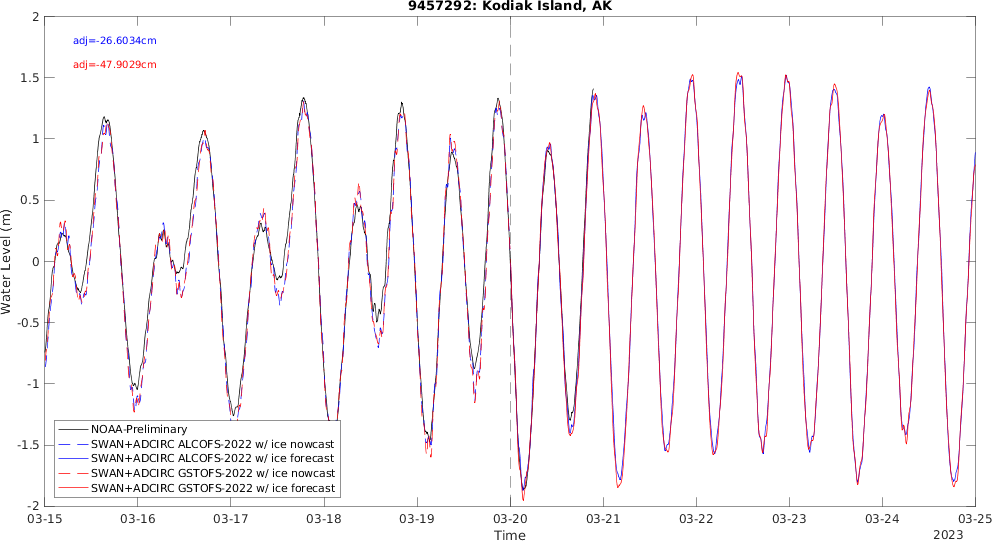 9457292: Kodiak Island, AK
adj=-26.6034cm
adj=-47.9029cm
Water Level (m)
2
1.5
1
0.5
0
-0.5
-1
-1.5
-2
NOAA-Preliminary
SWAN+ADCIRC ALCOFS-2022 w/ ice nowcast
SWAN+ADCIRC ALCOFS-2022 w/ ice forecast
SWAN+ADCIRC GSTOFS-2022 w/ ice nowcast
SWAN+ADCIRC GSTOFS-2022 w/ ice forecast
03-15 03-16 03-17 03-18 03-19 03-20 03-21 03-22 03-23 03-24 03-25
Time
2023